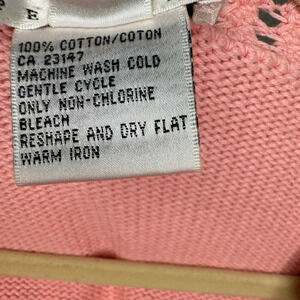 P E
100% COTTON/COTON
CA 23147
MACHINE WASH COLD
GENTLE CYCLE
ONLY NON-CHLORINE
BLEACH
RESHAPE AND DRY FLAT
WARM IRON